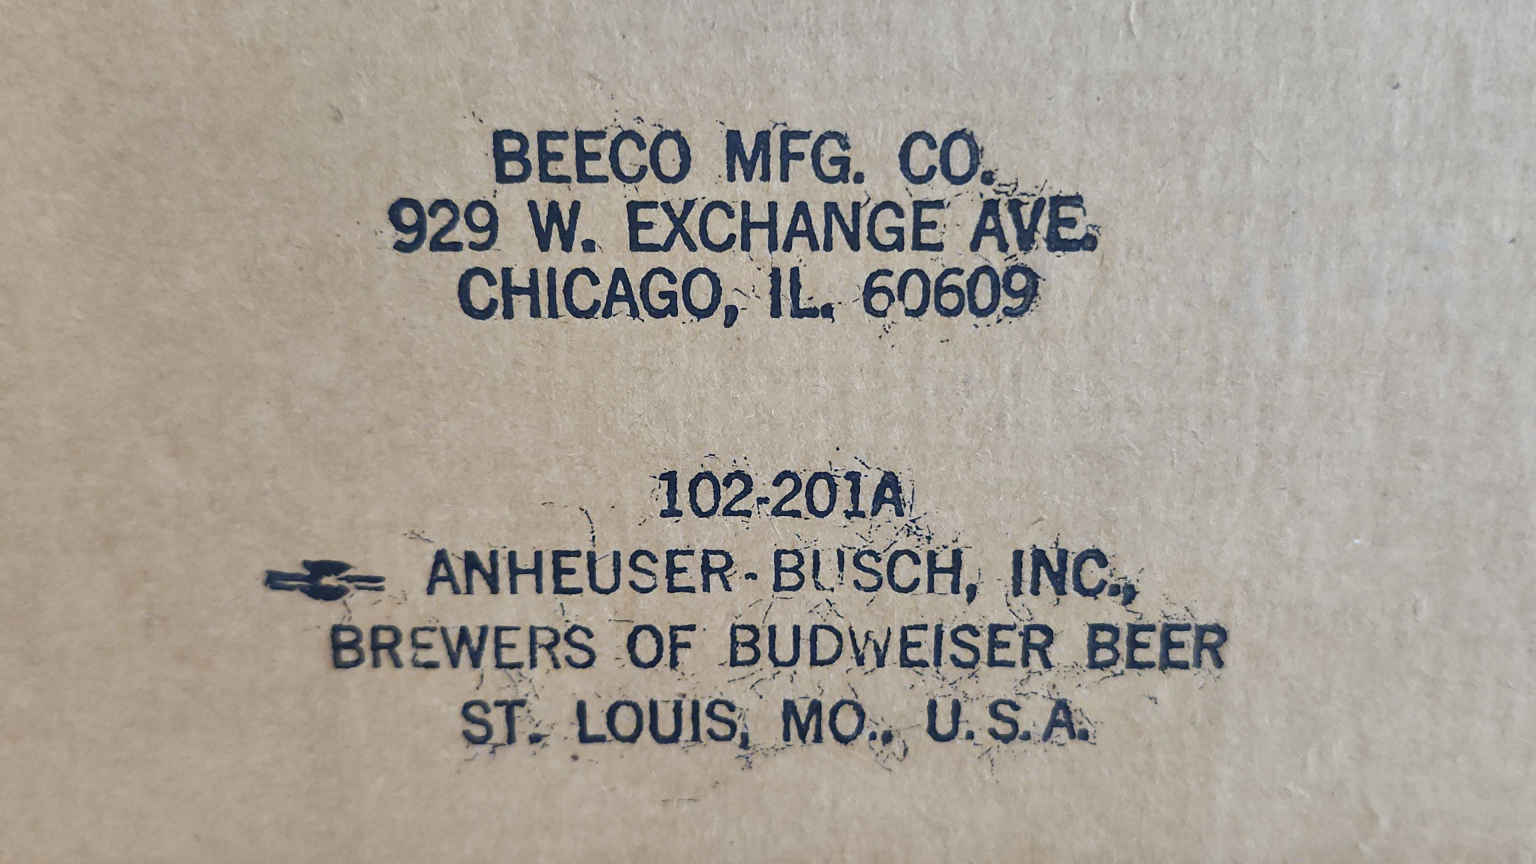 BEECO MFG. CO.
929 W. EXCHANGE AVE.
CHICAGO, IL. 60609
102-201A
ANHEUSER-BUSCH, INC.,
BREWERS OF BUDWEISER BEER
ST. LOUIS, MO., U.S.A.